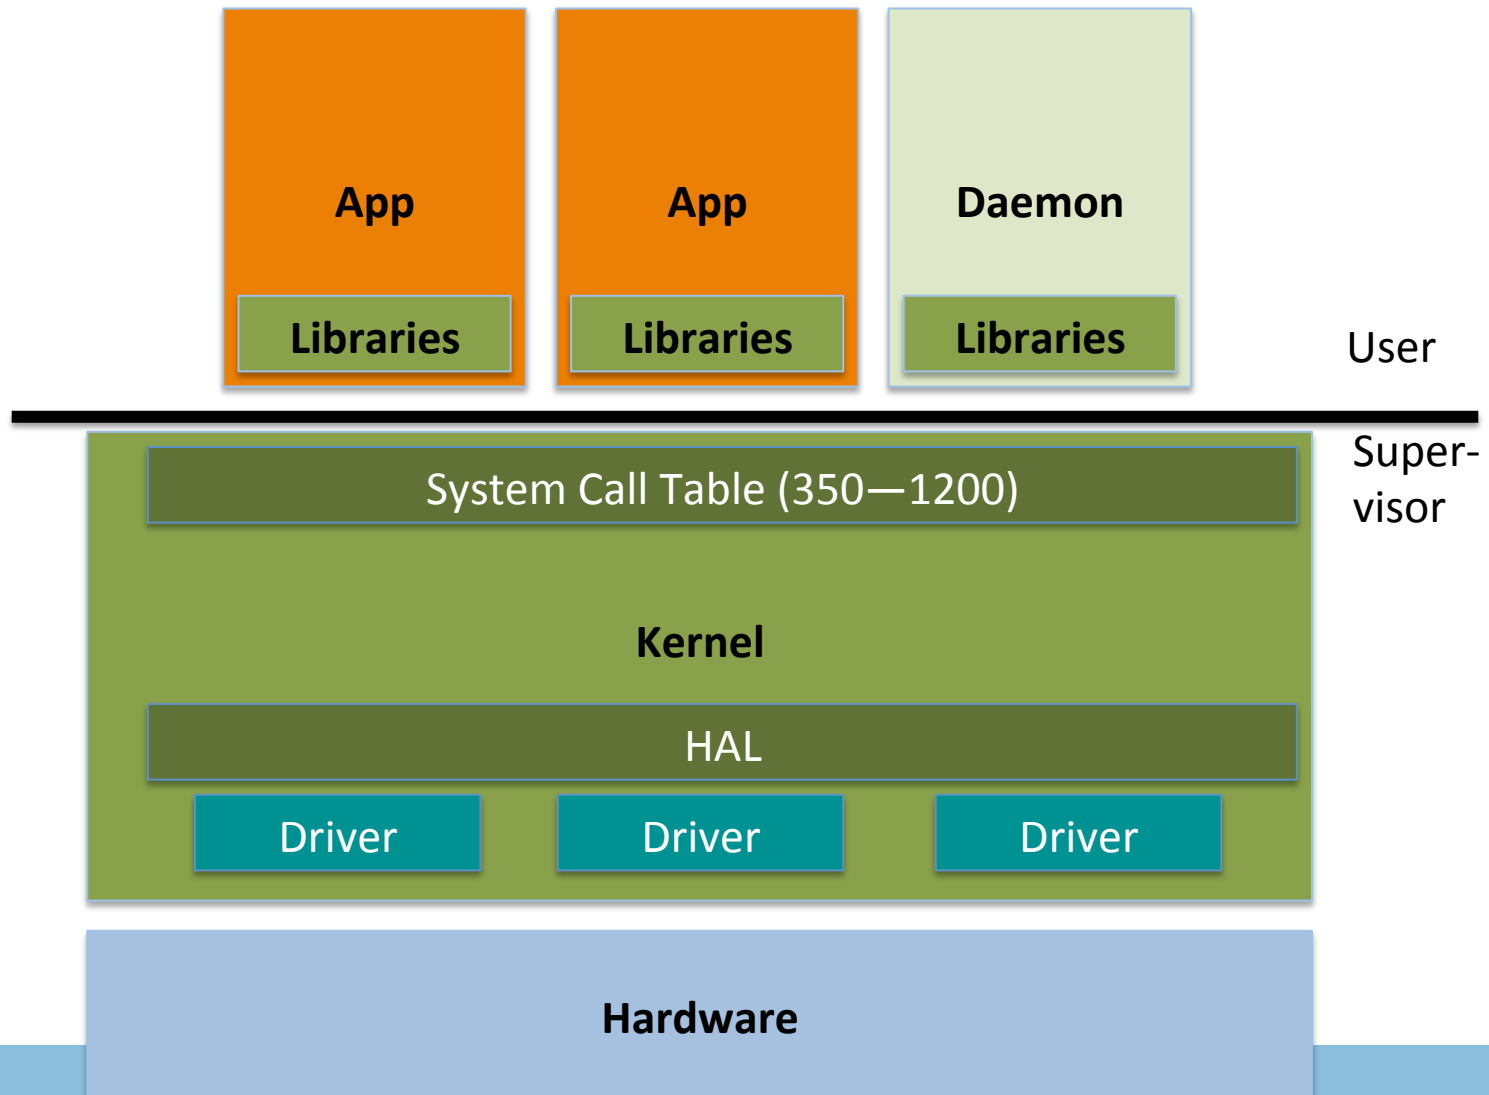 App
App
Daemon
Libraries
Libraries
Libraries
User
Super-
visor
System Call Table (350—1200)
Kernel
HAL
Driver
Driver
Driver
Hardware